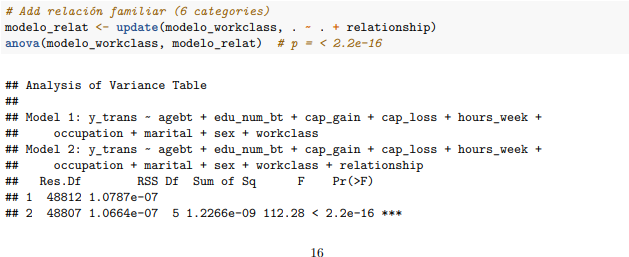 # Add relación familiar (6 categories)
modelo_relat <- update(modelo_workclass, . ~ . + relationship)
anova(modelo_workclass, modelo_relat)  # p = < 2.2e-16
## Analysis of Variance Table
##
## Model 1: y_trans ~ agebt + edu_num_bt + cap_gain + cap_loss + hours_week +
##     occupation + marital + sex + workclass
## Model 2: y_trans ~ agebt + edu_num_bt + cap_gain + cap_loss + hours_week +
##     occupation + marital + sex + workclass + relationship
##   Res.Df        RSS Df  Sum of Sq      F    Pr(>F)
## 1  48812 1.0787e-07
## 2  48807 1.0664e-07  5 1.2266e-09 112.28 < 2.2e-16 ***
16